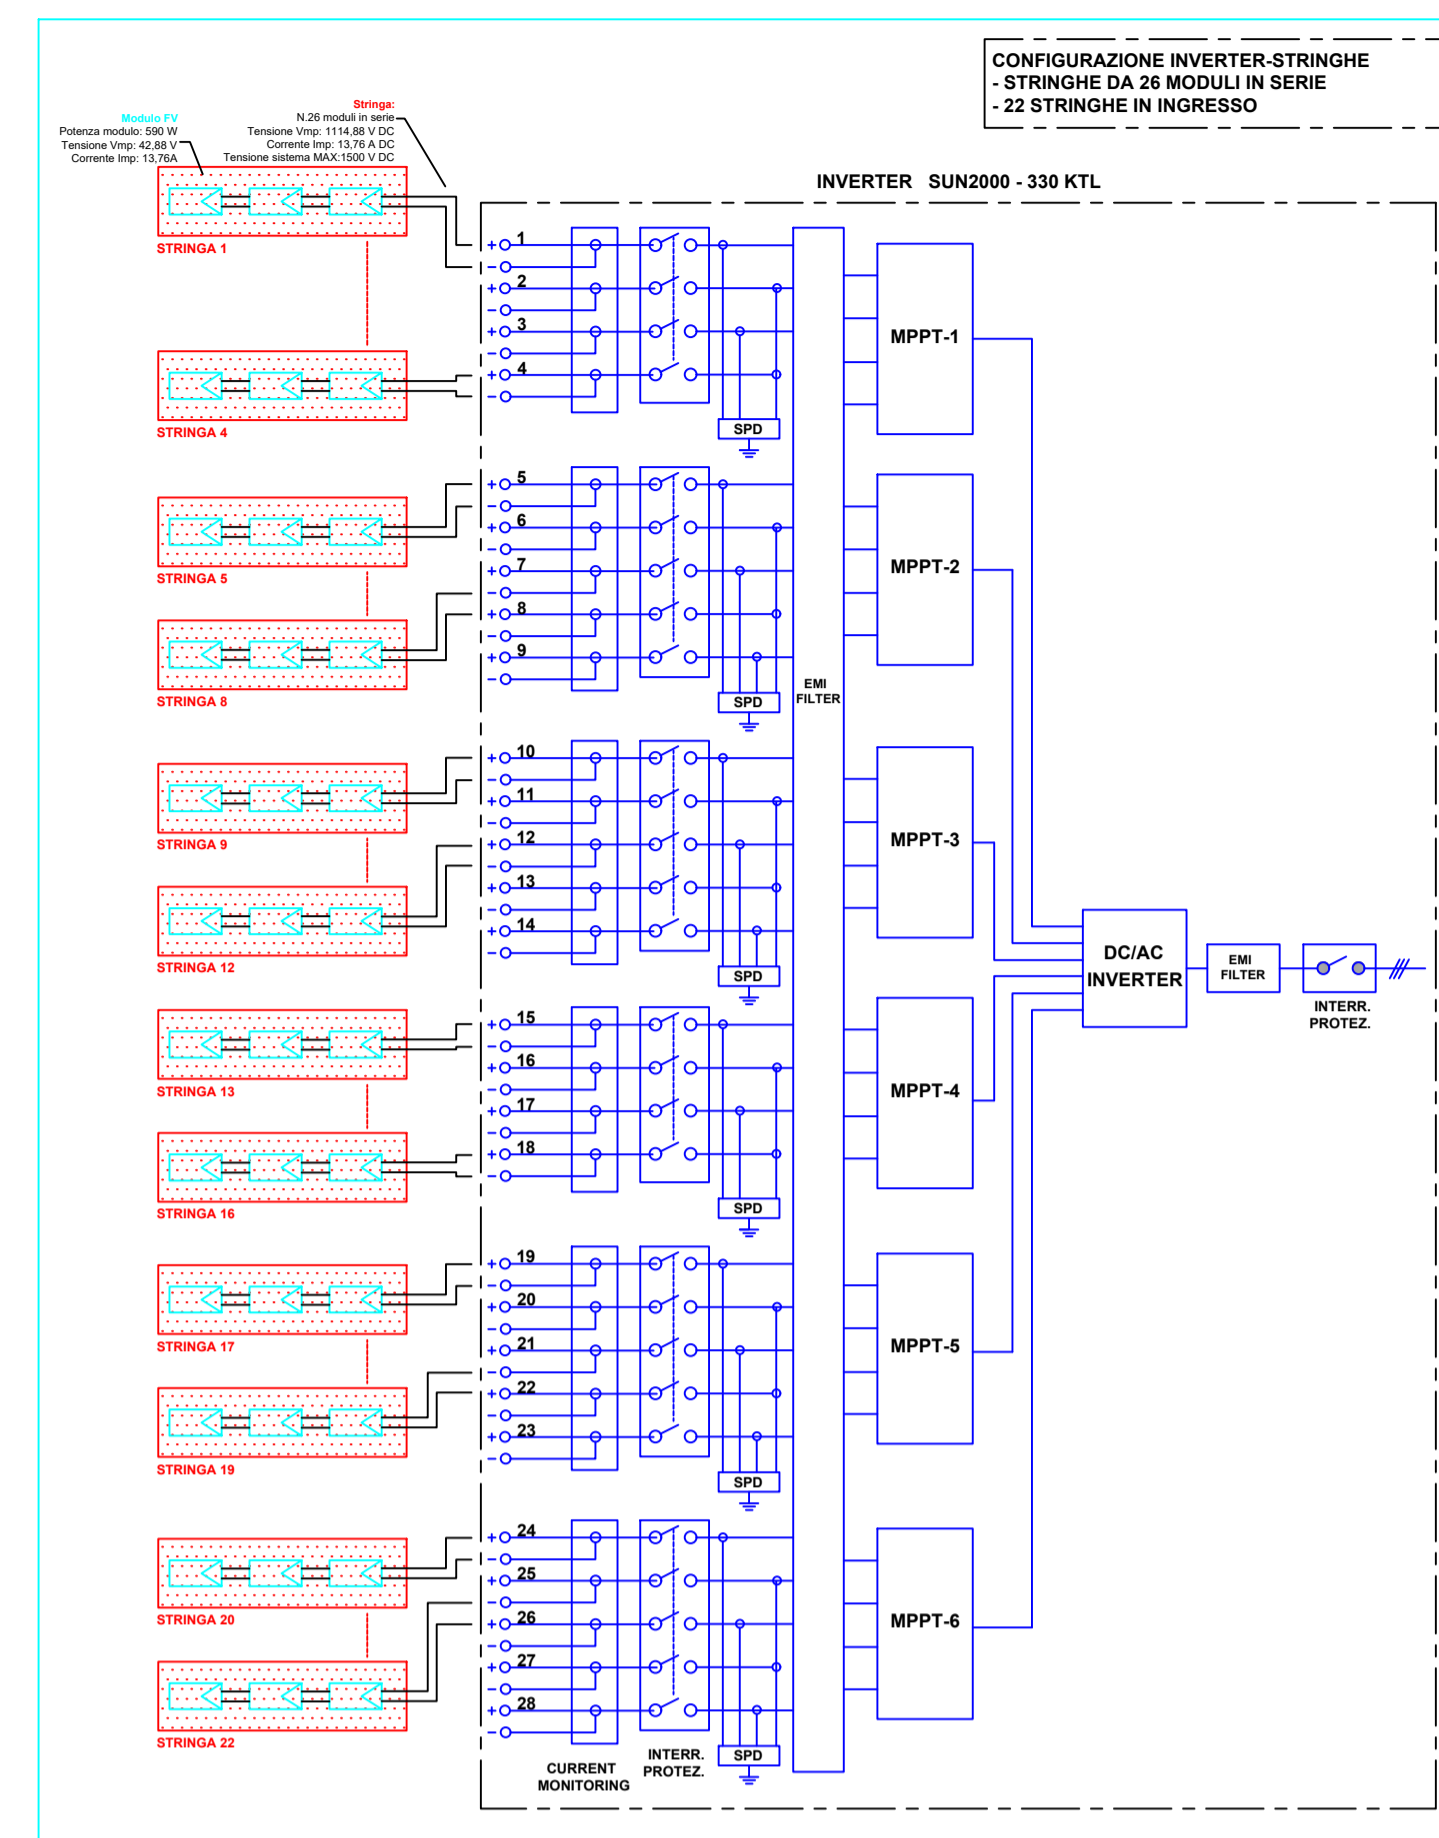 CONFIGURAZIONE INVERTER-STRINGHE
- STRINGHE DA 26 MODULI IN SERIE
- 22 STRINGHE IN INGRESSO
Modulo FV
Potenza modulo: 590 W
Tensione Vmp: 42,88 V
Corrente Imp: 13,76A
Stringa:
N.26 moduli in serie
Tensione Vmp: 1114,88 V DC
Corrente Imp: 13,76 A DC
Tensione sistema MAX:1500 V DC
INVERTER SUN2000 - 330 KTL
STRINGA 1
STRINGA 4
+ 1
-
+ 2
-
+ 3
-
+ 4
-
SPD
MPPT-1
STRINGA 5
STRINGA 8
+ 5
-
+ 6
-
+ 7
-
+ 8
-
+ 9
-
SPD
EMI
FILTER
MPPT-2
STRINGA 9
STRINGA 12
+ 10
-
+ 11
-
+ 12
-
+ 13
-
+ 14
-
SPD
MPPT-3
DC/AC
INVERTER
EMI
FILTER
INTERR.
PROTEZ.
STRINGA 13
STRINGA 16
+ 15
-
+ 16
-
+ 17
-
+ 18
-
SPD
MPPT-4
STRINGA 17
STRINGA 19
+ 19
-
+ 20
-
+ 21
-
+ 22
-
+ 23
-
SPD
MPPT-5
STRINGA 20
STRINGA 22
+ 24
-
+ 25
-
+ 26
-
+ 27
-
+ 28
-
SPD
MPPT-6
CURRENT
MONITORING
INTERR.
PROTEZ.